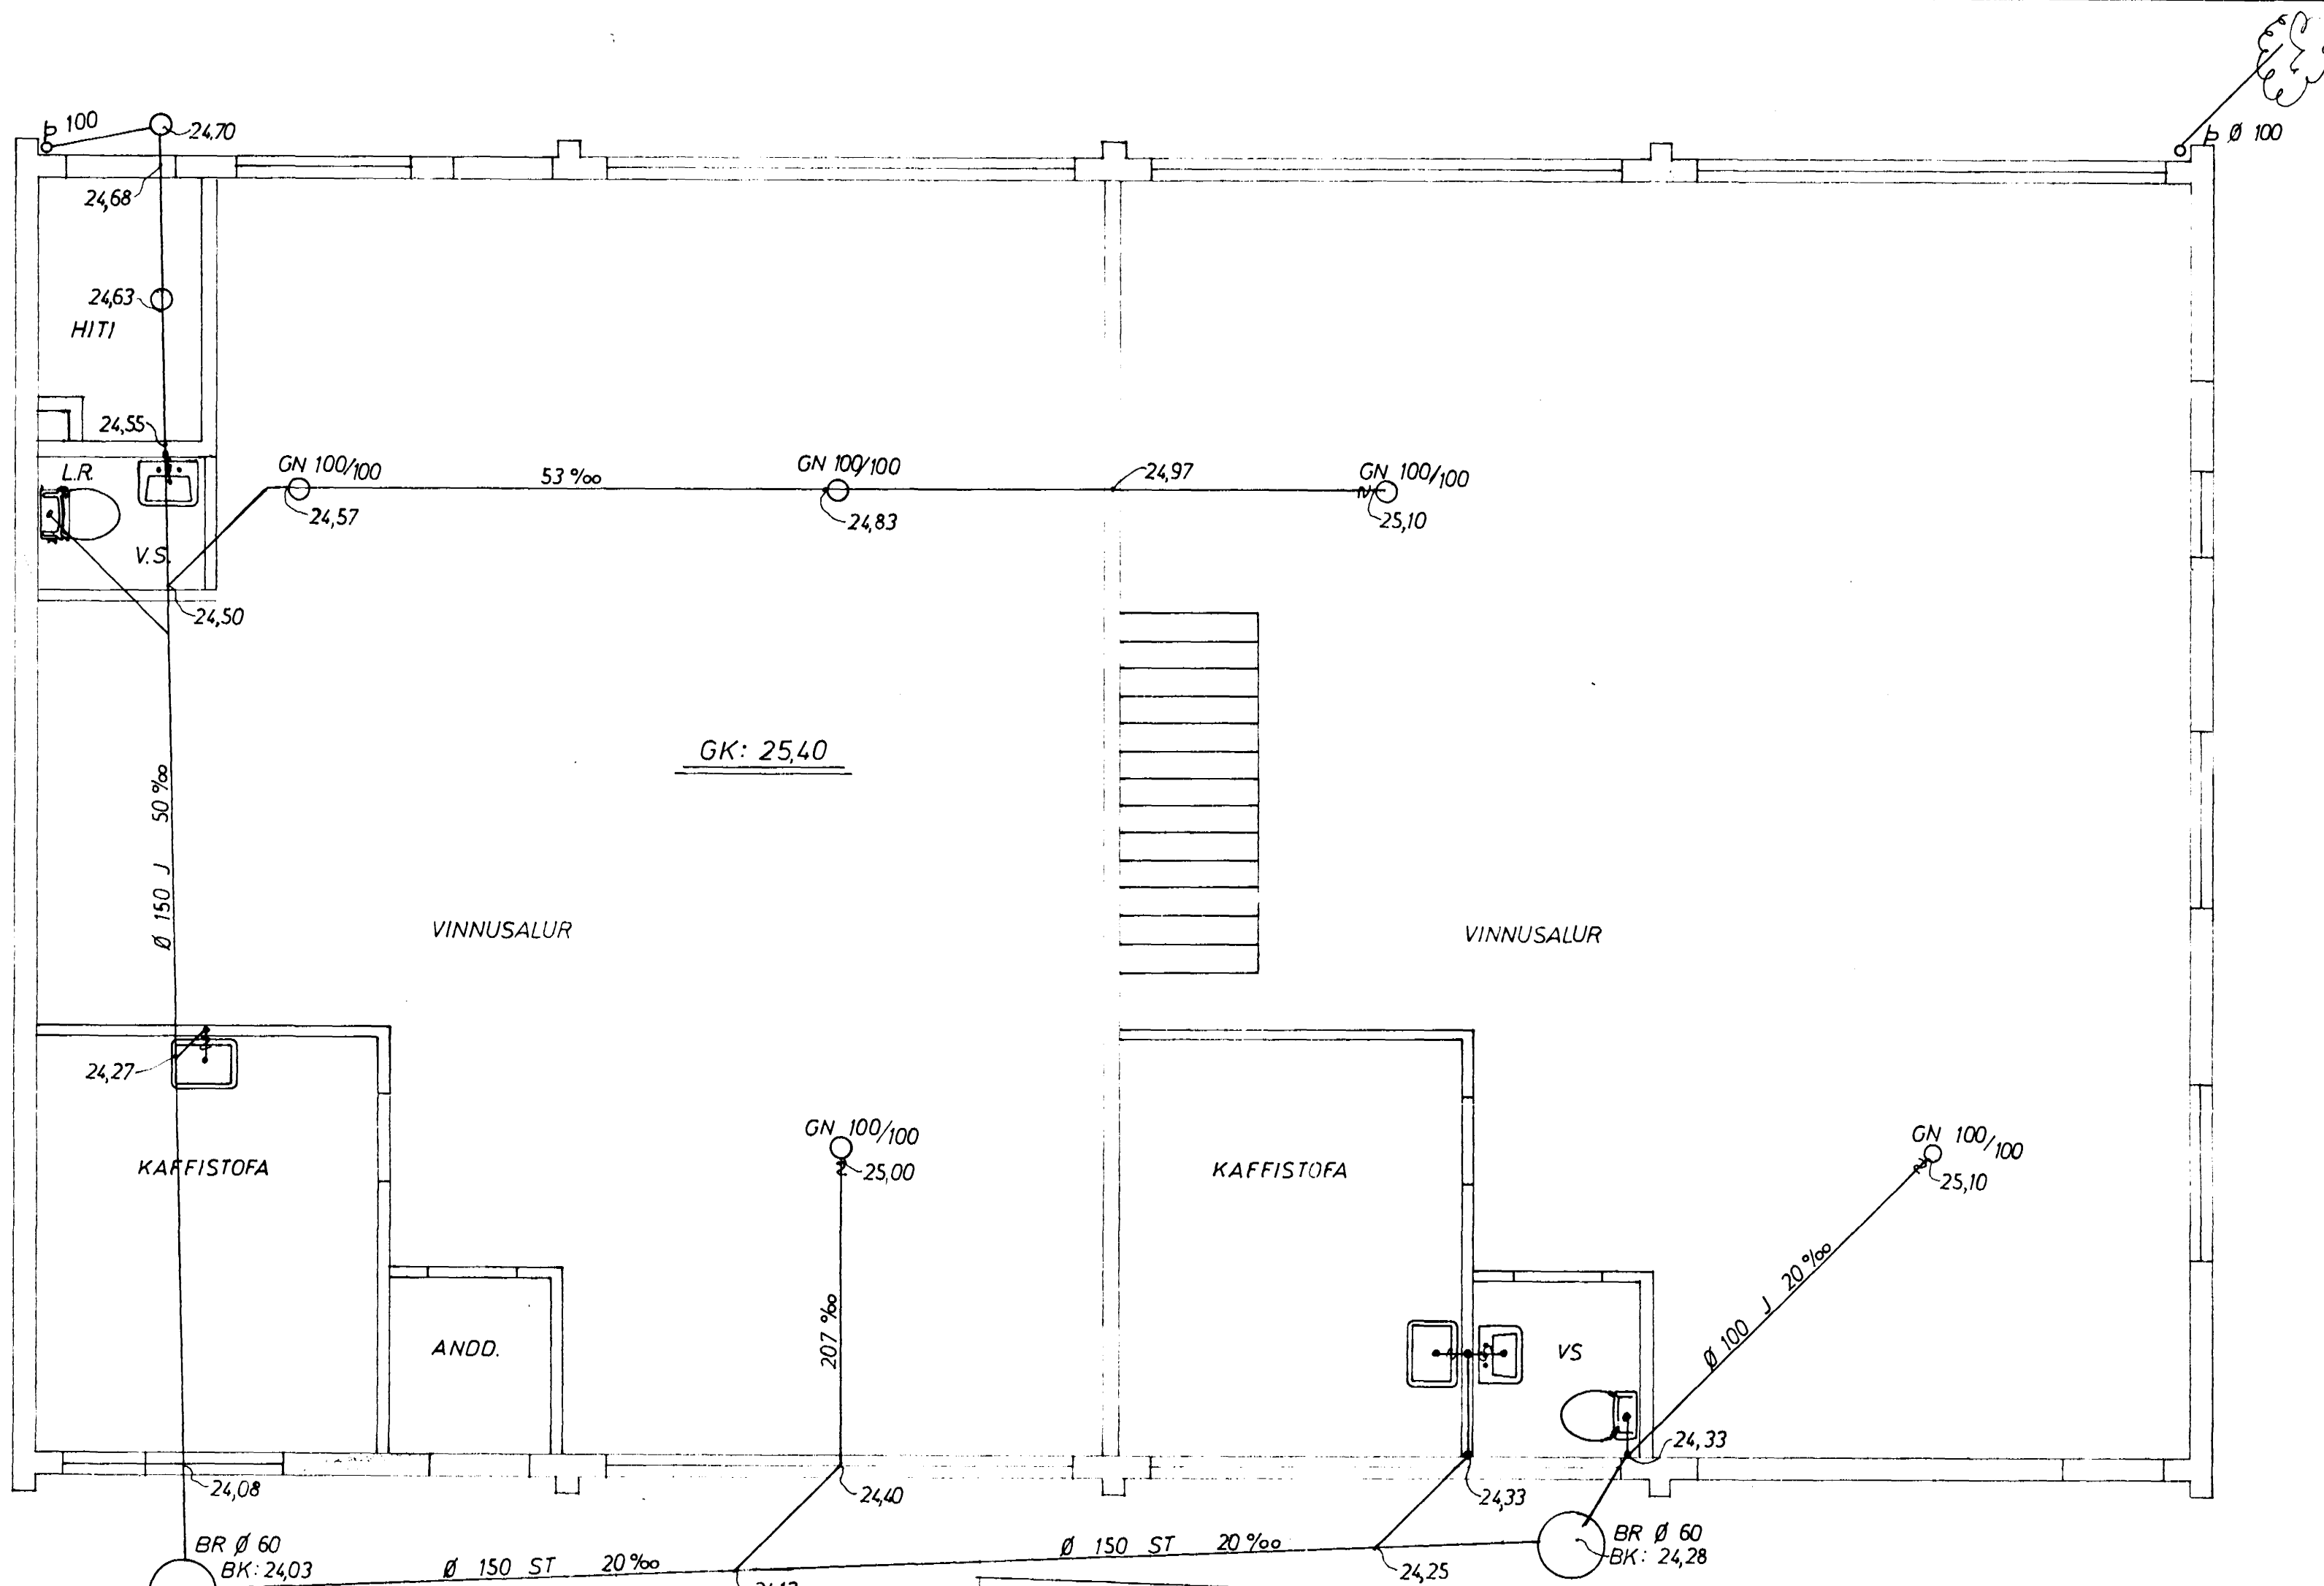 þ 100
24,70
þ Ø 100
24,68
24,63
HITI
24,55
L.R.
V.S.
GN 100/100
53 ‰
GN 100/100
24,97
GN 100/100
24,57
24,83
25,10
24,50
GK: 25,40
Ø 150 J 50 ‰
VINNUSALUR
VINNUSALUR
24,27
KAFFISTOFA
GN 100/100
25,00
KAFFISTOFA
GN 100/100
25,10
207 ‰
Ø 100 J 20 ‰
ANDD.
VS
24,33
24,08
24,40
24,33
BR Ø 60
BK: 24,03
Ø 150 ST 20 ‰
Ø 150 ST 20 ‰
24,25
BR Ø 60
BK: 24,28